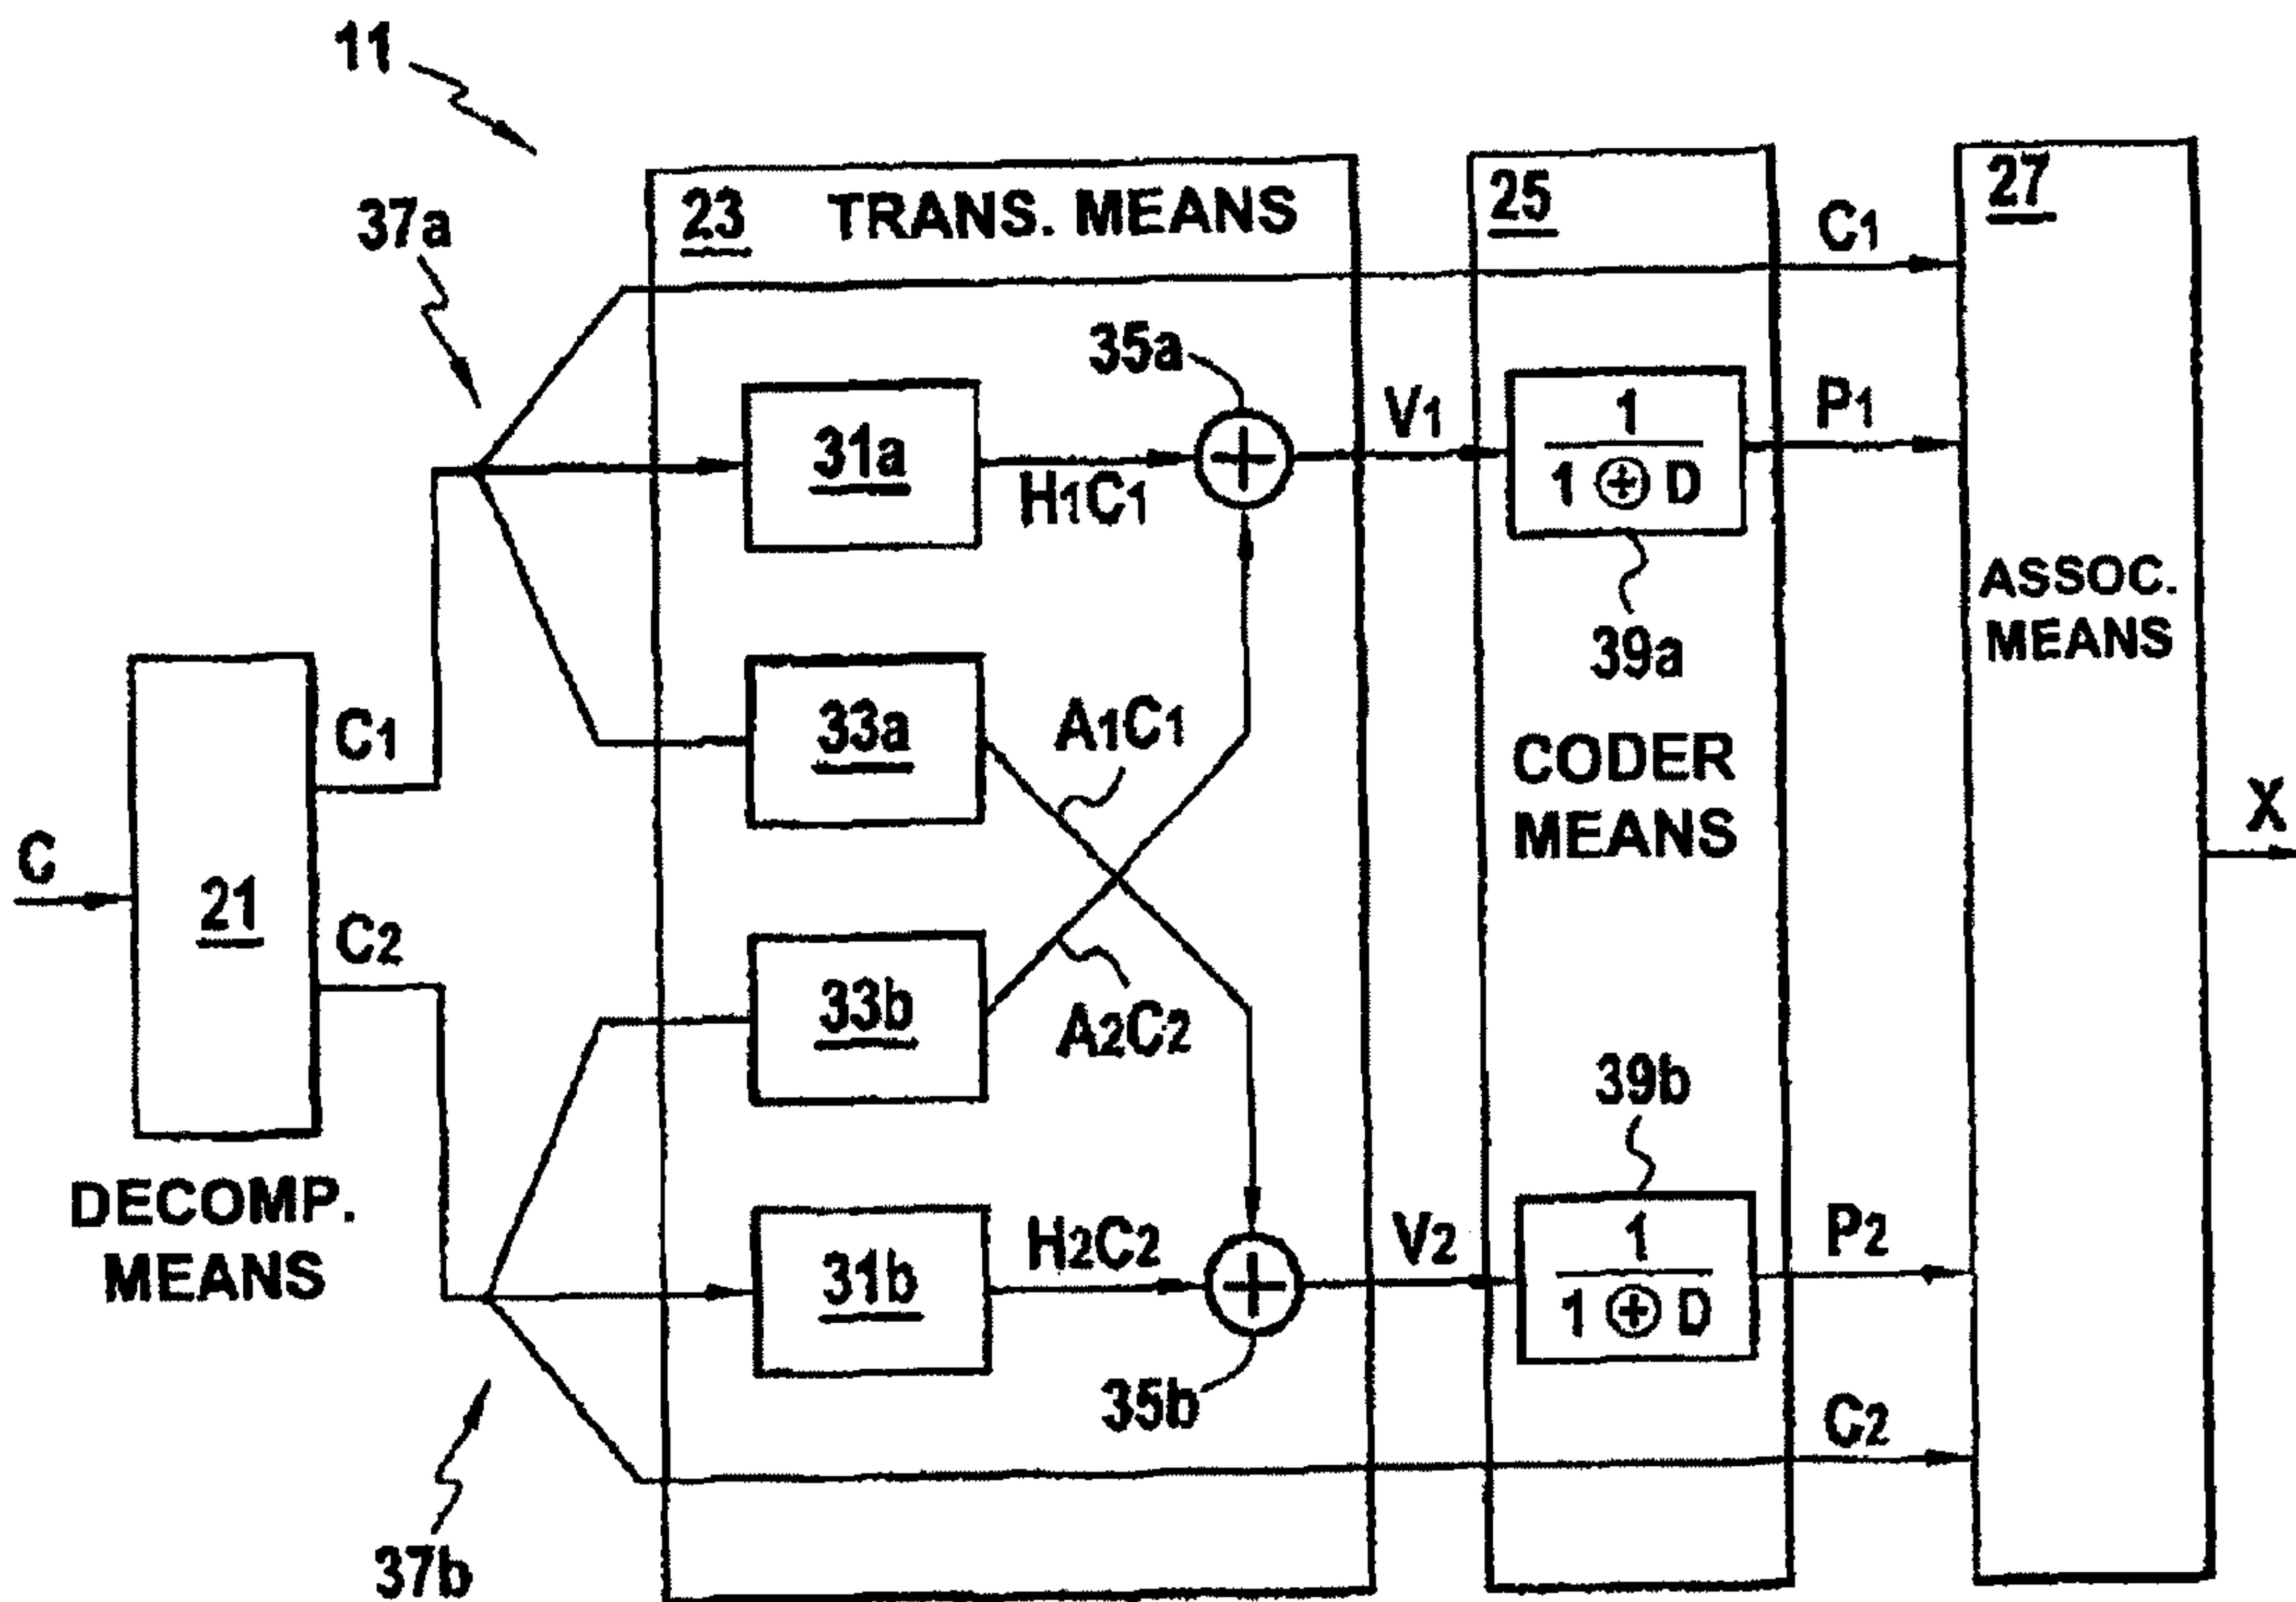 11
37a
23 TRANS. MEANS
25
27
C1
35a
31a
H1C1
V1
1
1 ⊕ D
P1
39a
ASSOC.
MEANS
33a
A1C1
CODER
MEANS
C1
C
21
C2
X
33b
A2C2
39b
DECOMP.
MEANS
31b
H2C2
V2
1
1 ⊕ D
P2
35b
C2
37b